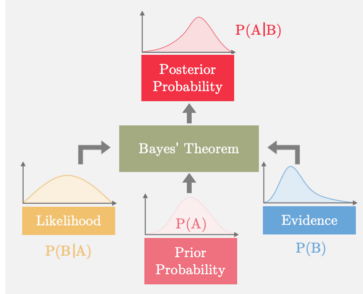 P(A|B)
Posterior
Probability
Bayes' Theorem
Likelihood
P(B|A)
P(A)
Prior
Probability
Evidence
P(B)